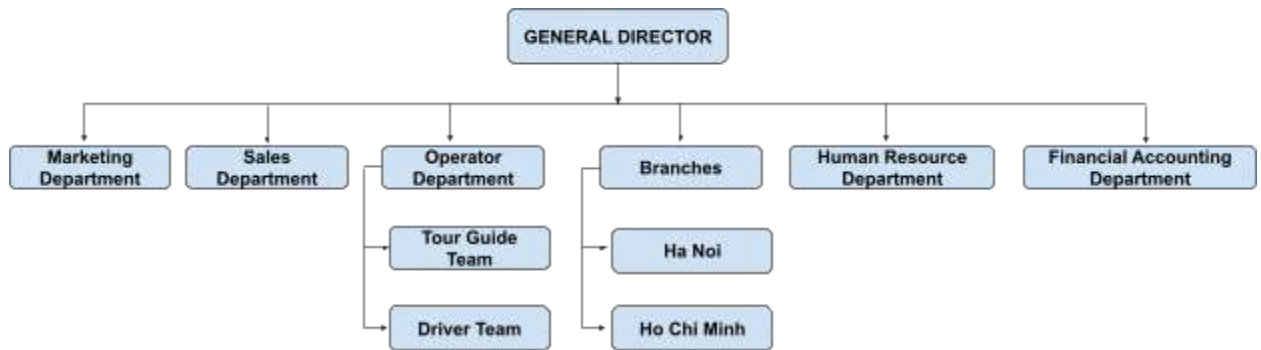 GENERAL DIRECTOR
Marketing
Department
Sales
Department
Operator
Department
Branches
Human Resource
Department
Financial Accounting
Department
Tour Guide
Team
Ha Noi
Driver Team
Ho Chi Minh